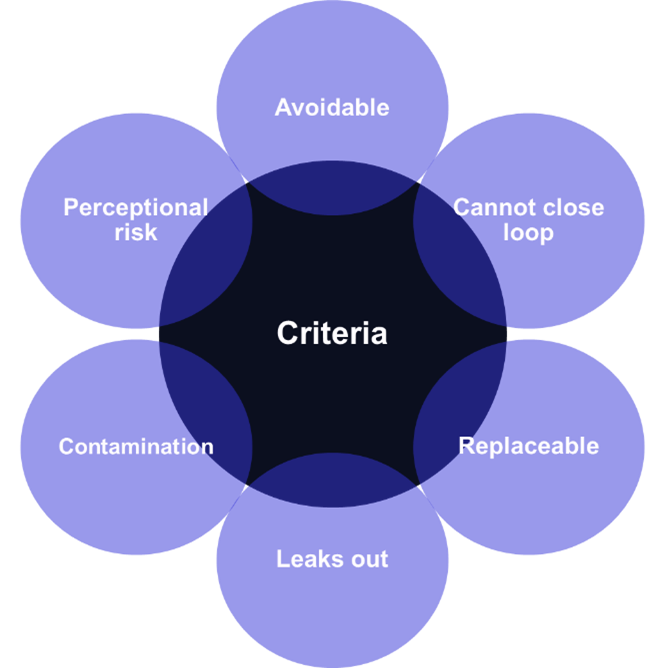 Avoidable
Perceptional
risk
Cannot close
loop
Criteria
Contamination
Replaceable
Leaks out